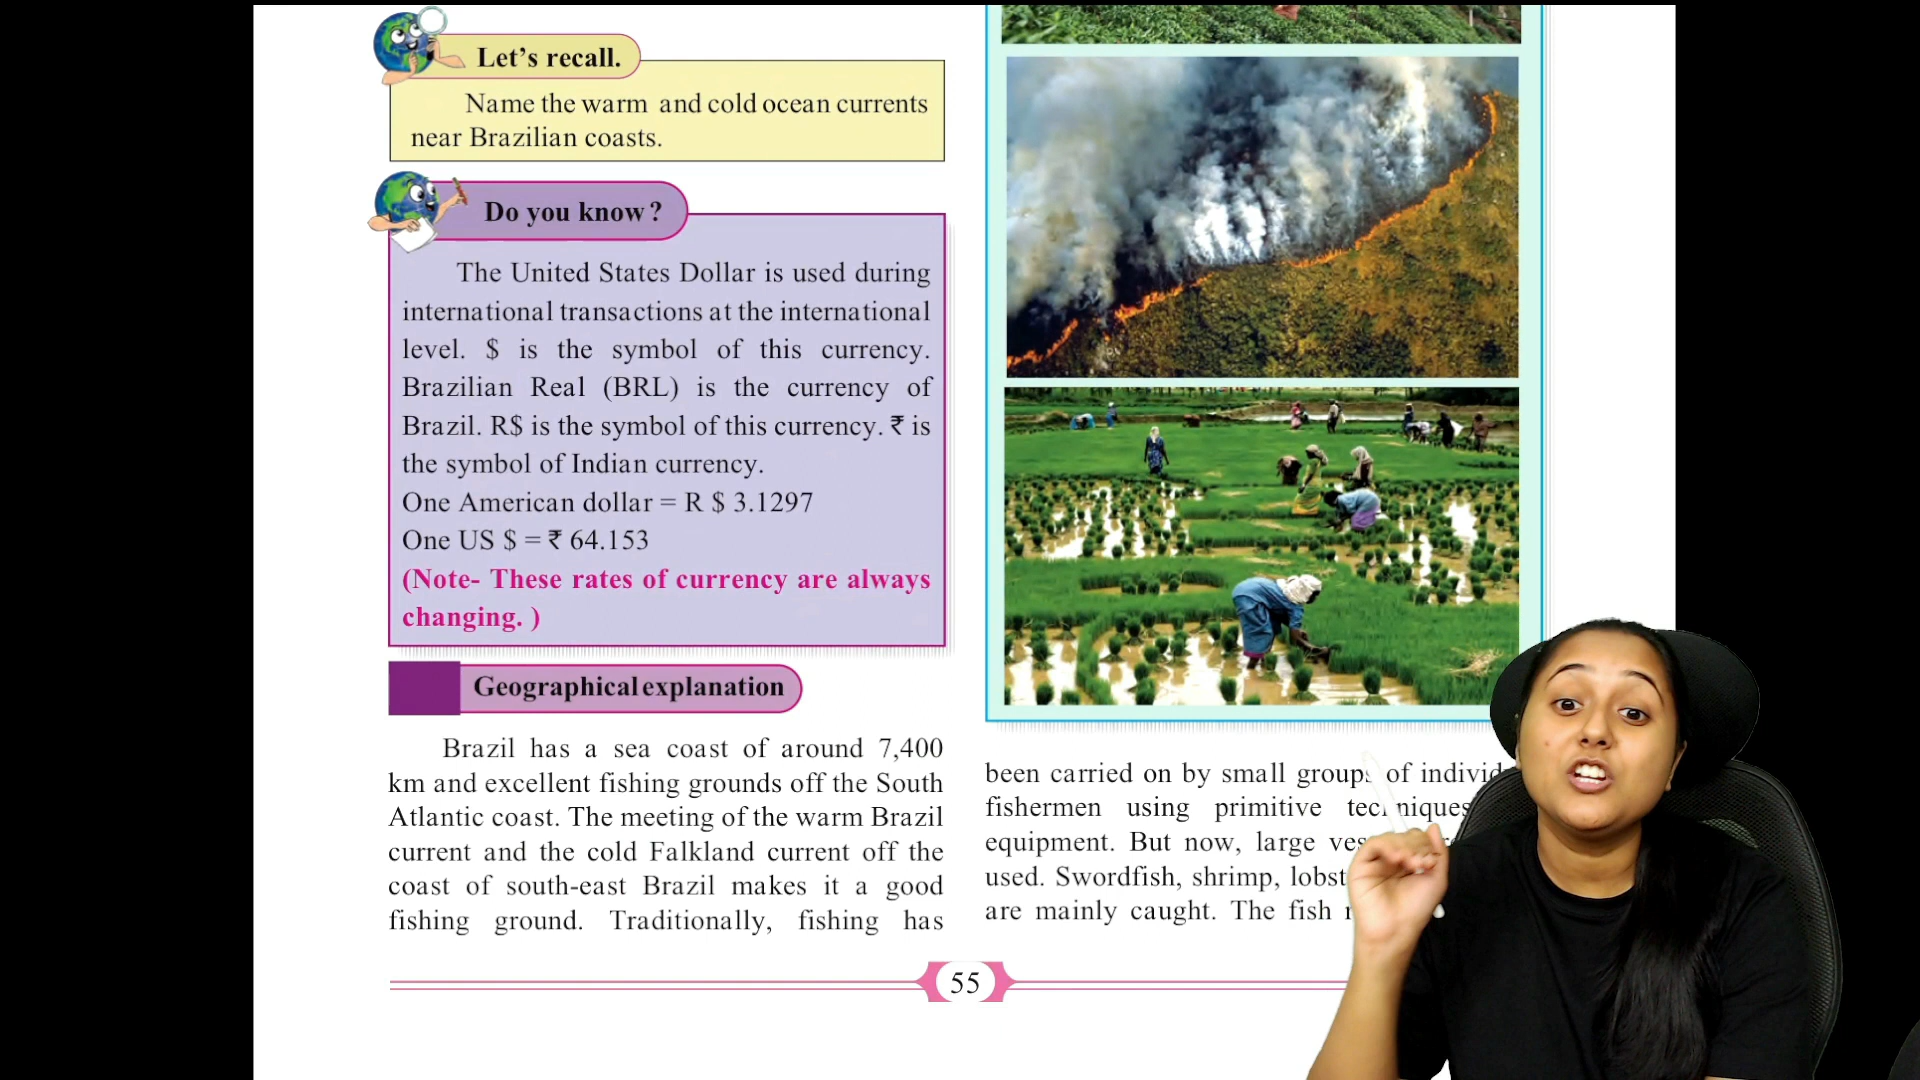 Let's recall.
Name the warm and cold ocean currents
near Brazilian coasts.
Do you know ?
The United States Dollar is used during
international transactions at the international
level. $ is the symbol of this currency.
Brazilian Real (BRL) is the currency of
Brazil. R$ is the symbol of this currency. ₹ is
the symbol of Indian currency.
One American dollar = R $ 3.1297
One US $ = ₹ 64.153
(Note- These rates of currency are always
changing. )
Geographical explanation
Brazil has a sea coast of around 7,400
km and excellent fishing grounds off the South
Atlantic coast. The meeting of the warm Brazil
current and the cold Falkland current off the
coast of south-east Brazil makes it a good
fishing ground. Traditionally, fishing has
been carried on by small groups of
fishermen using primitive techniques
equipment. But now, large
used. Swordfish, shrimp,
are mainly caught. The fish
55